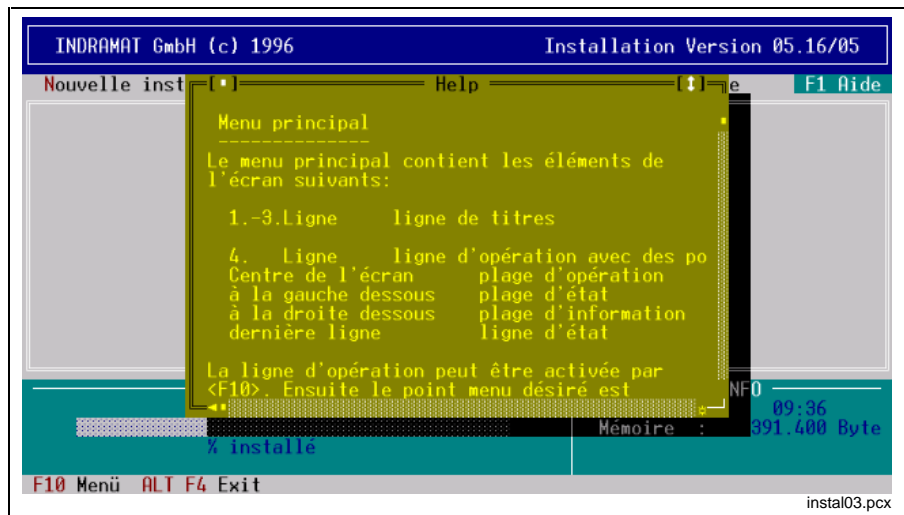 INDRAMAT GmbH (c) 1996 Installation Version 05.16/05
Nouvelle inst Help e F1 Aide
Menu principal
--------------
Le menu principal contient les éléments de
l'écran suivants:
1.-3.Ligne ligne de titres
4. Ligne ligne d'opération avec des po
Centre de l'écran plage d'opération
à la gauche dessous plage d'état
à la droite dessous plage d'information
dernière ligne ligne d'état
La ligne d'opération peut être activée par
<F10>. Ensuite le point menu désiré est
NFO
09:36
Mémoire : 391.400 Byte
% installé
F10 Menü ALT F4 Exit
instal03.pcx